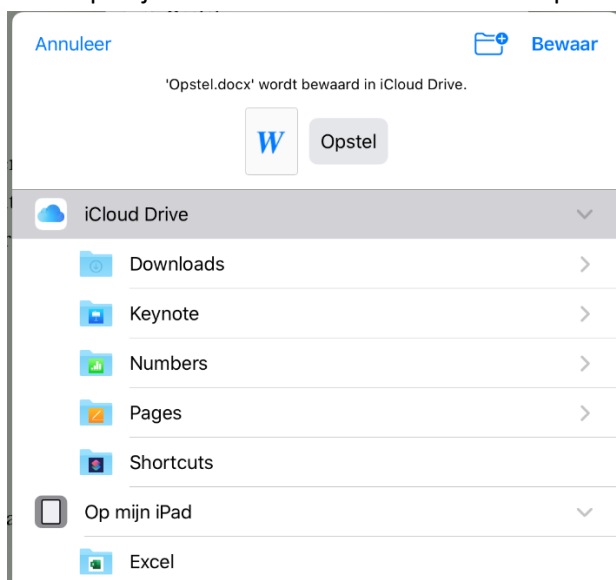 Annuleer
Bewaar
'Opstel.docx' wordt bewaard in iCloud Drive.
W
Opstel
iCloud Drive
Downloads
Keynote
Numbers
Pages
Shortcuts
Op mijn iPad
Excel